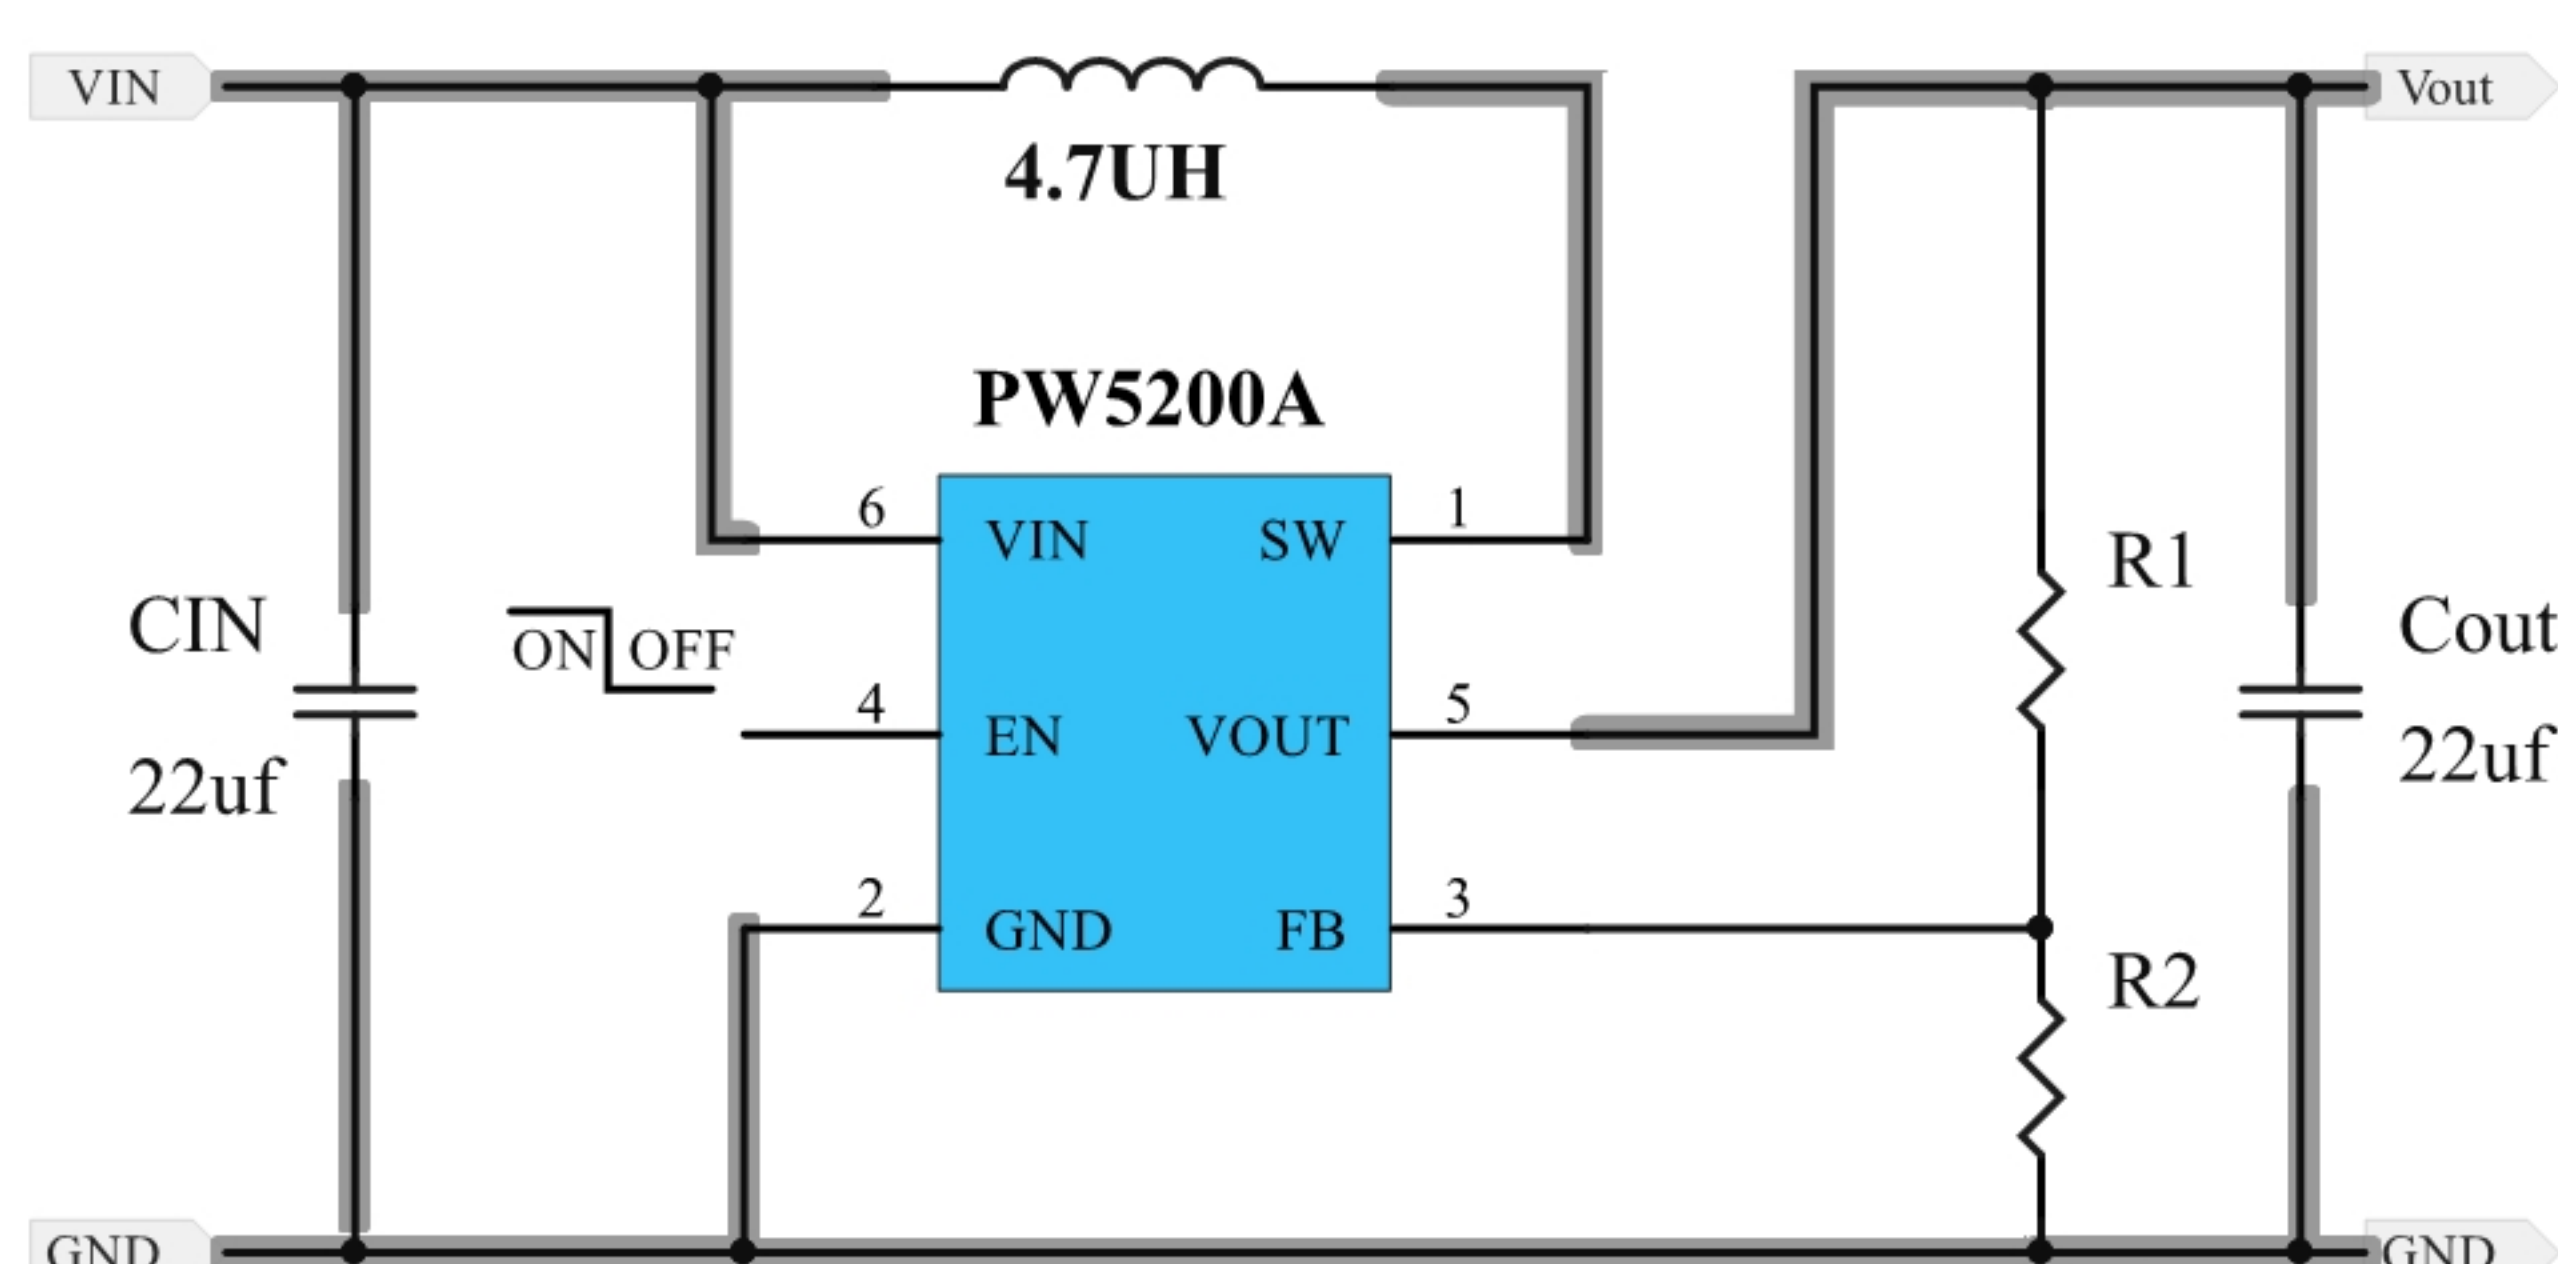 VIN
Vout
4.7UH
PW5200A
6
VIN
SW
1
R1
CIN
22uf
ON
OFF
4
EN
VOUT
5
Cout
22uf
2
GND
FB
3
R2
GND
GND